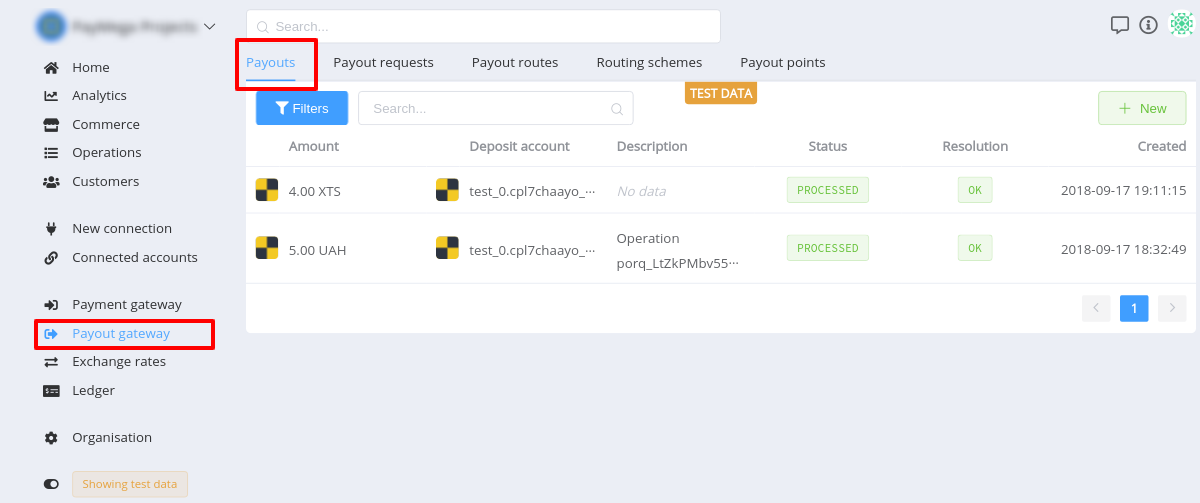 Search...
Home
Analytics
Commerce
Operations
Customers
New connection
Connected accounts
Payment gateway
Payout gateway
Exchange rates
Ledger
Organisation
Showing test data
Payouts Payout requests Payout routes Routing schemes Payout points
TEST DATA
Filters Search... New
Amount Deposit account Description Status Resolution Created
4.00 XTS test_0.cpl7chaayo_··· No data PROCESSED OK 2018-09-17 19:11:15
5.00 UAH test_0.cpl7chaayo_··· Operation PROCESSED OK 2018-09-17 18:32:49
porq_LtZkPMbv55···
1